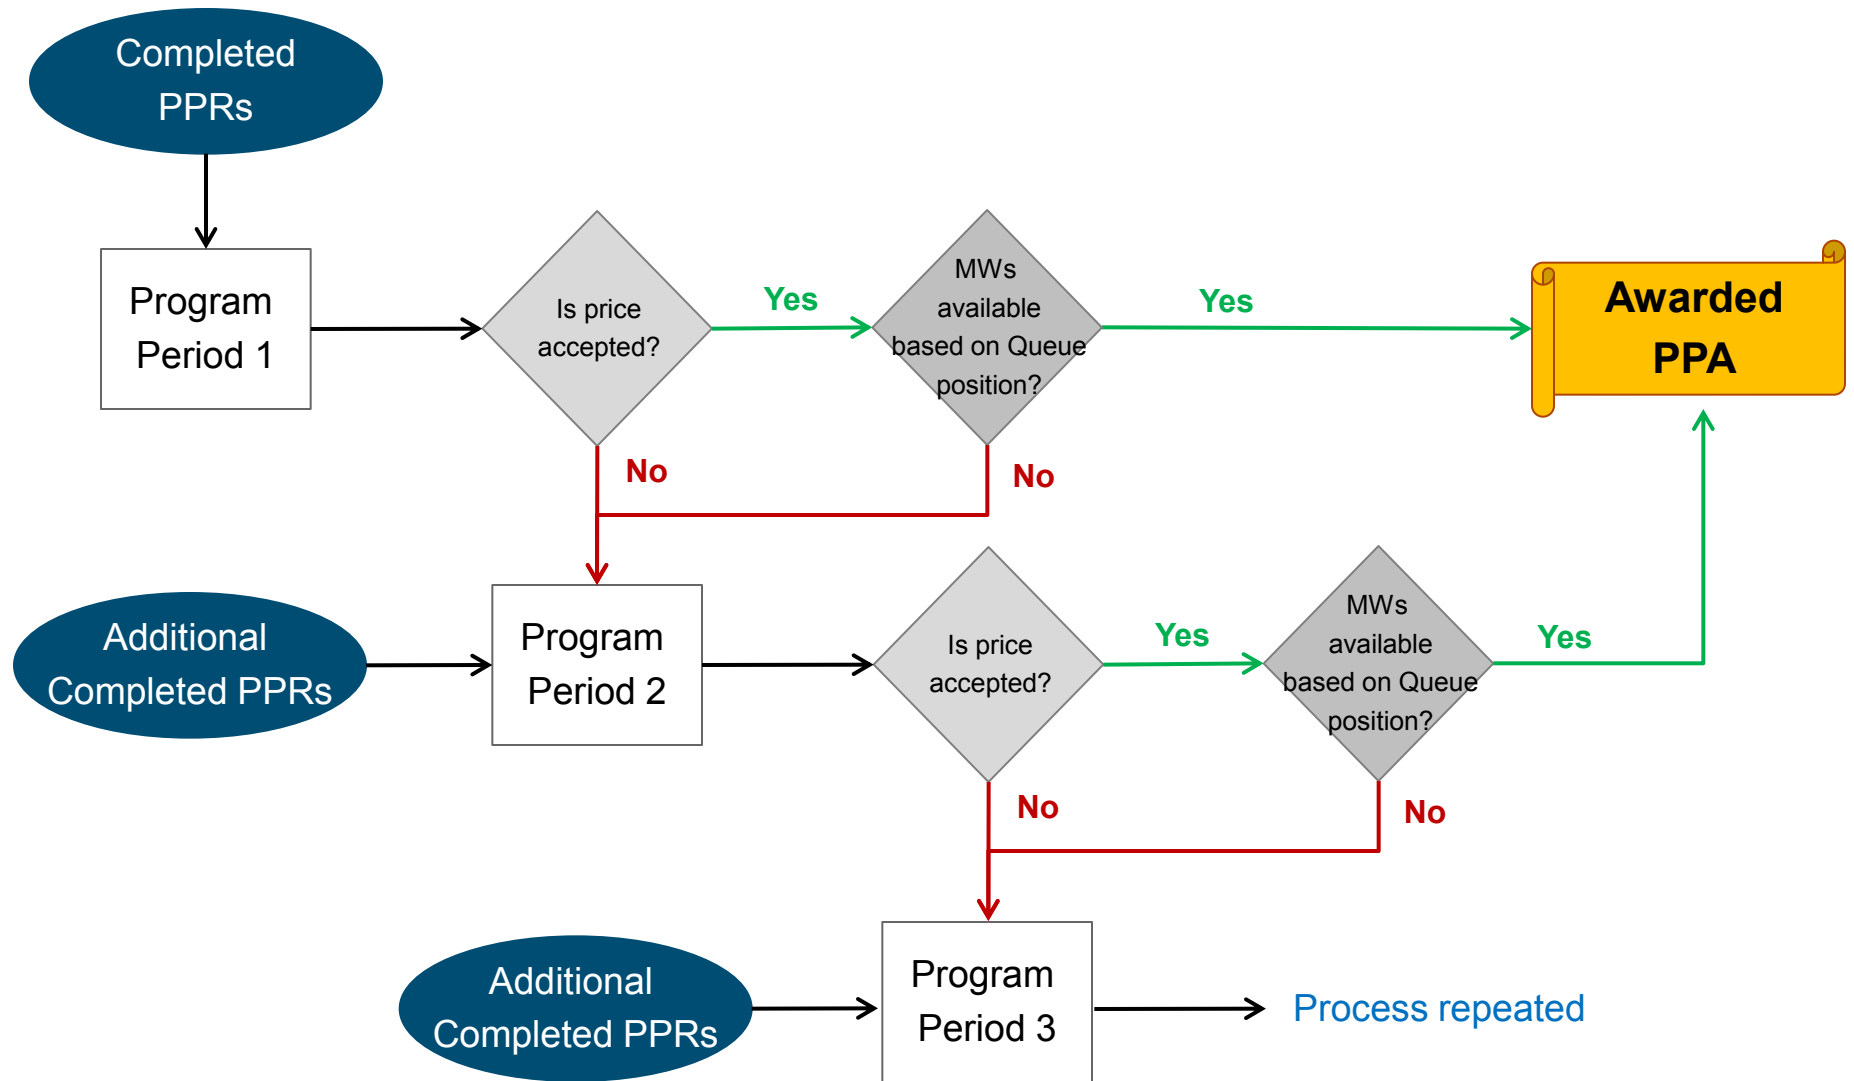 Completed
PPRs
Program
Period 1
Is price
accepted?
Yes
MWs
available
based on Queue
position?
Yes
Awarded
PPA
No
No
Additional
Completed PPRs
Program
Period 2
Is price
accepted?
Yes
MWs
available
based on Queue
position?
Yes
No
No
Additional
Completed PPRs
Program
Period 3
Process repeated